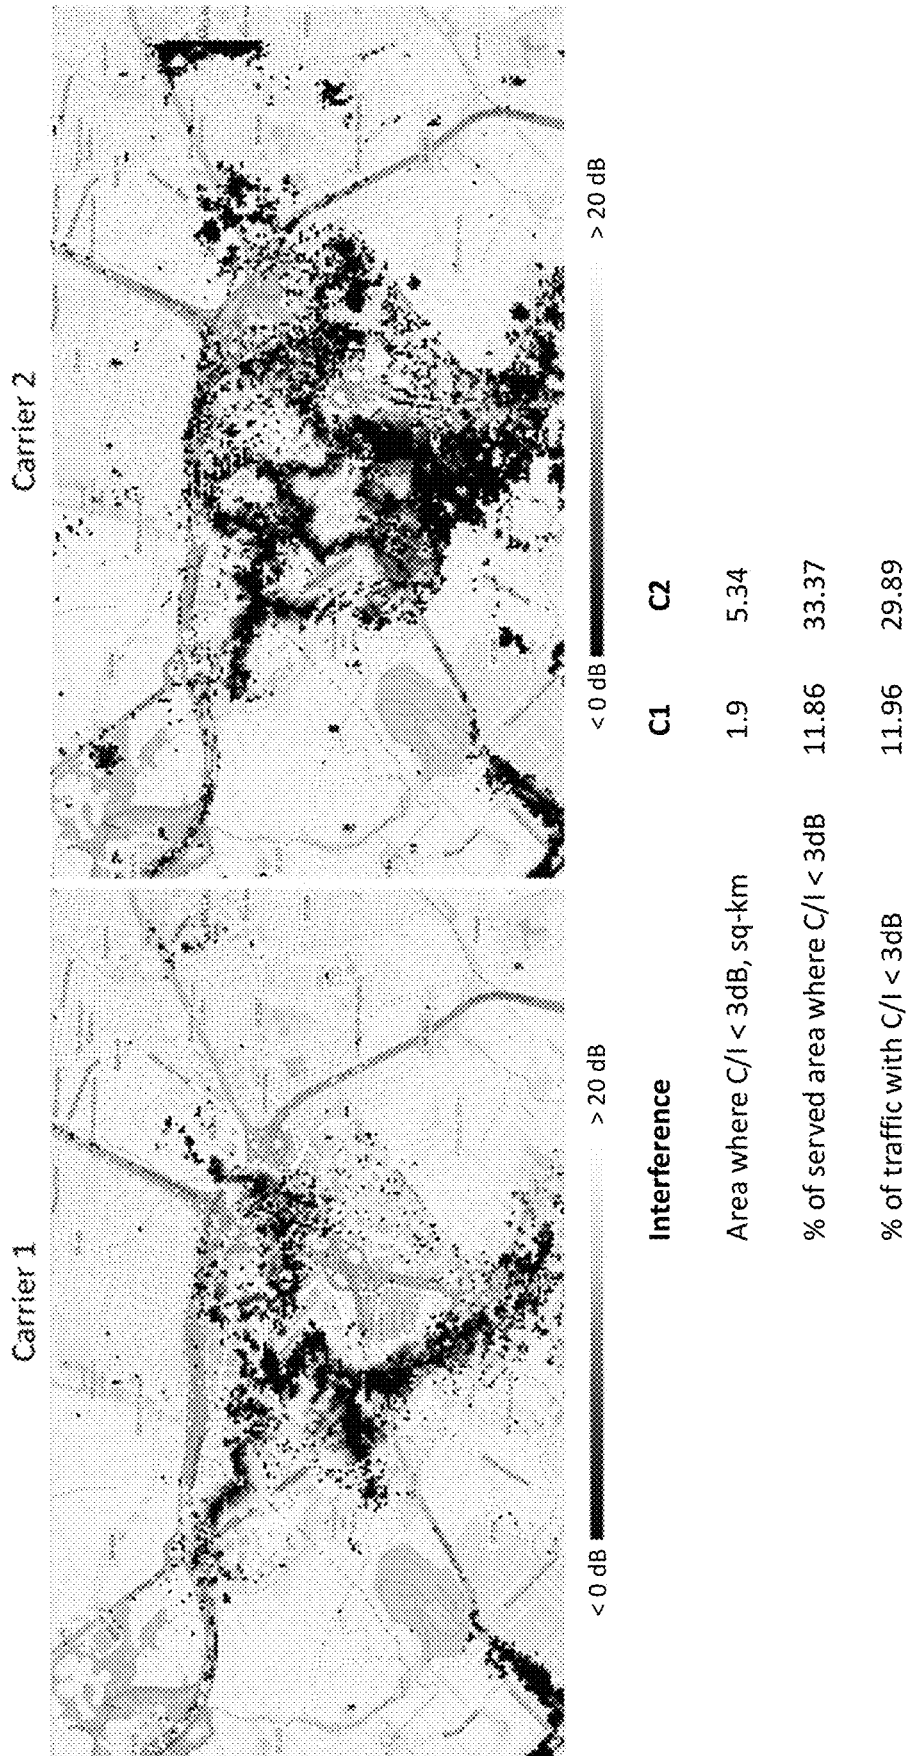 Carrier 1
Carrier 2
< 0 dB > 20 dB
< 0 dB > 20 dB
Interference C1 C2
Area where C/I < 3dB, sq-km 1.9 5.34
% of served area where C/I < 3dB 11.86 33.37
% of traffic with C/I < 3dB 11.96 29.89